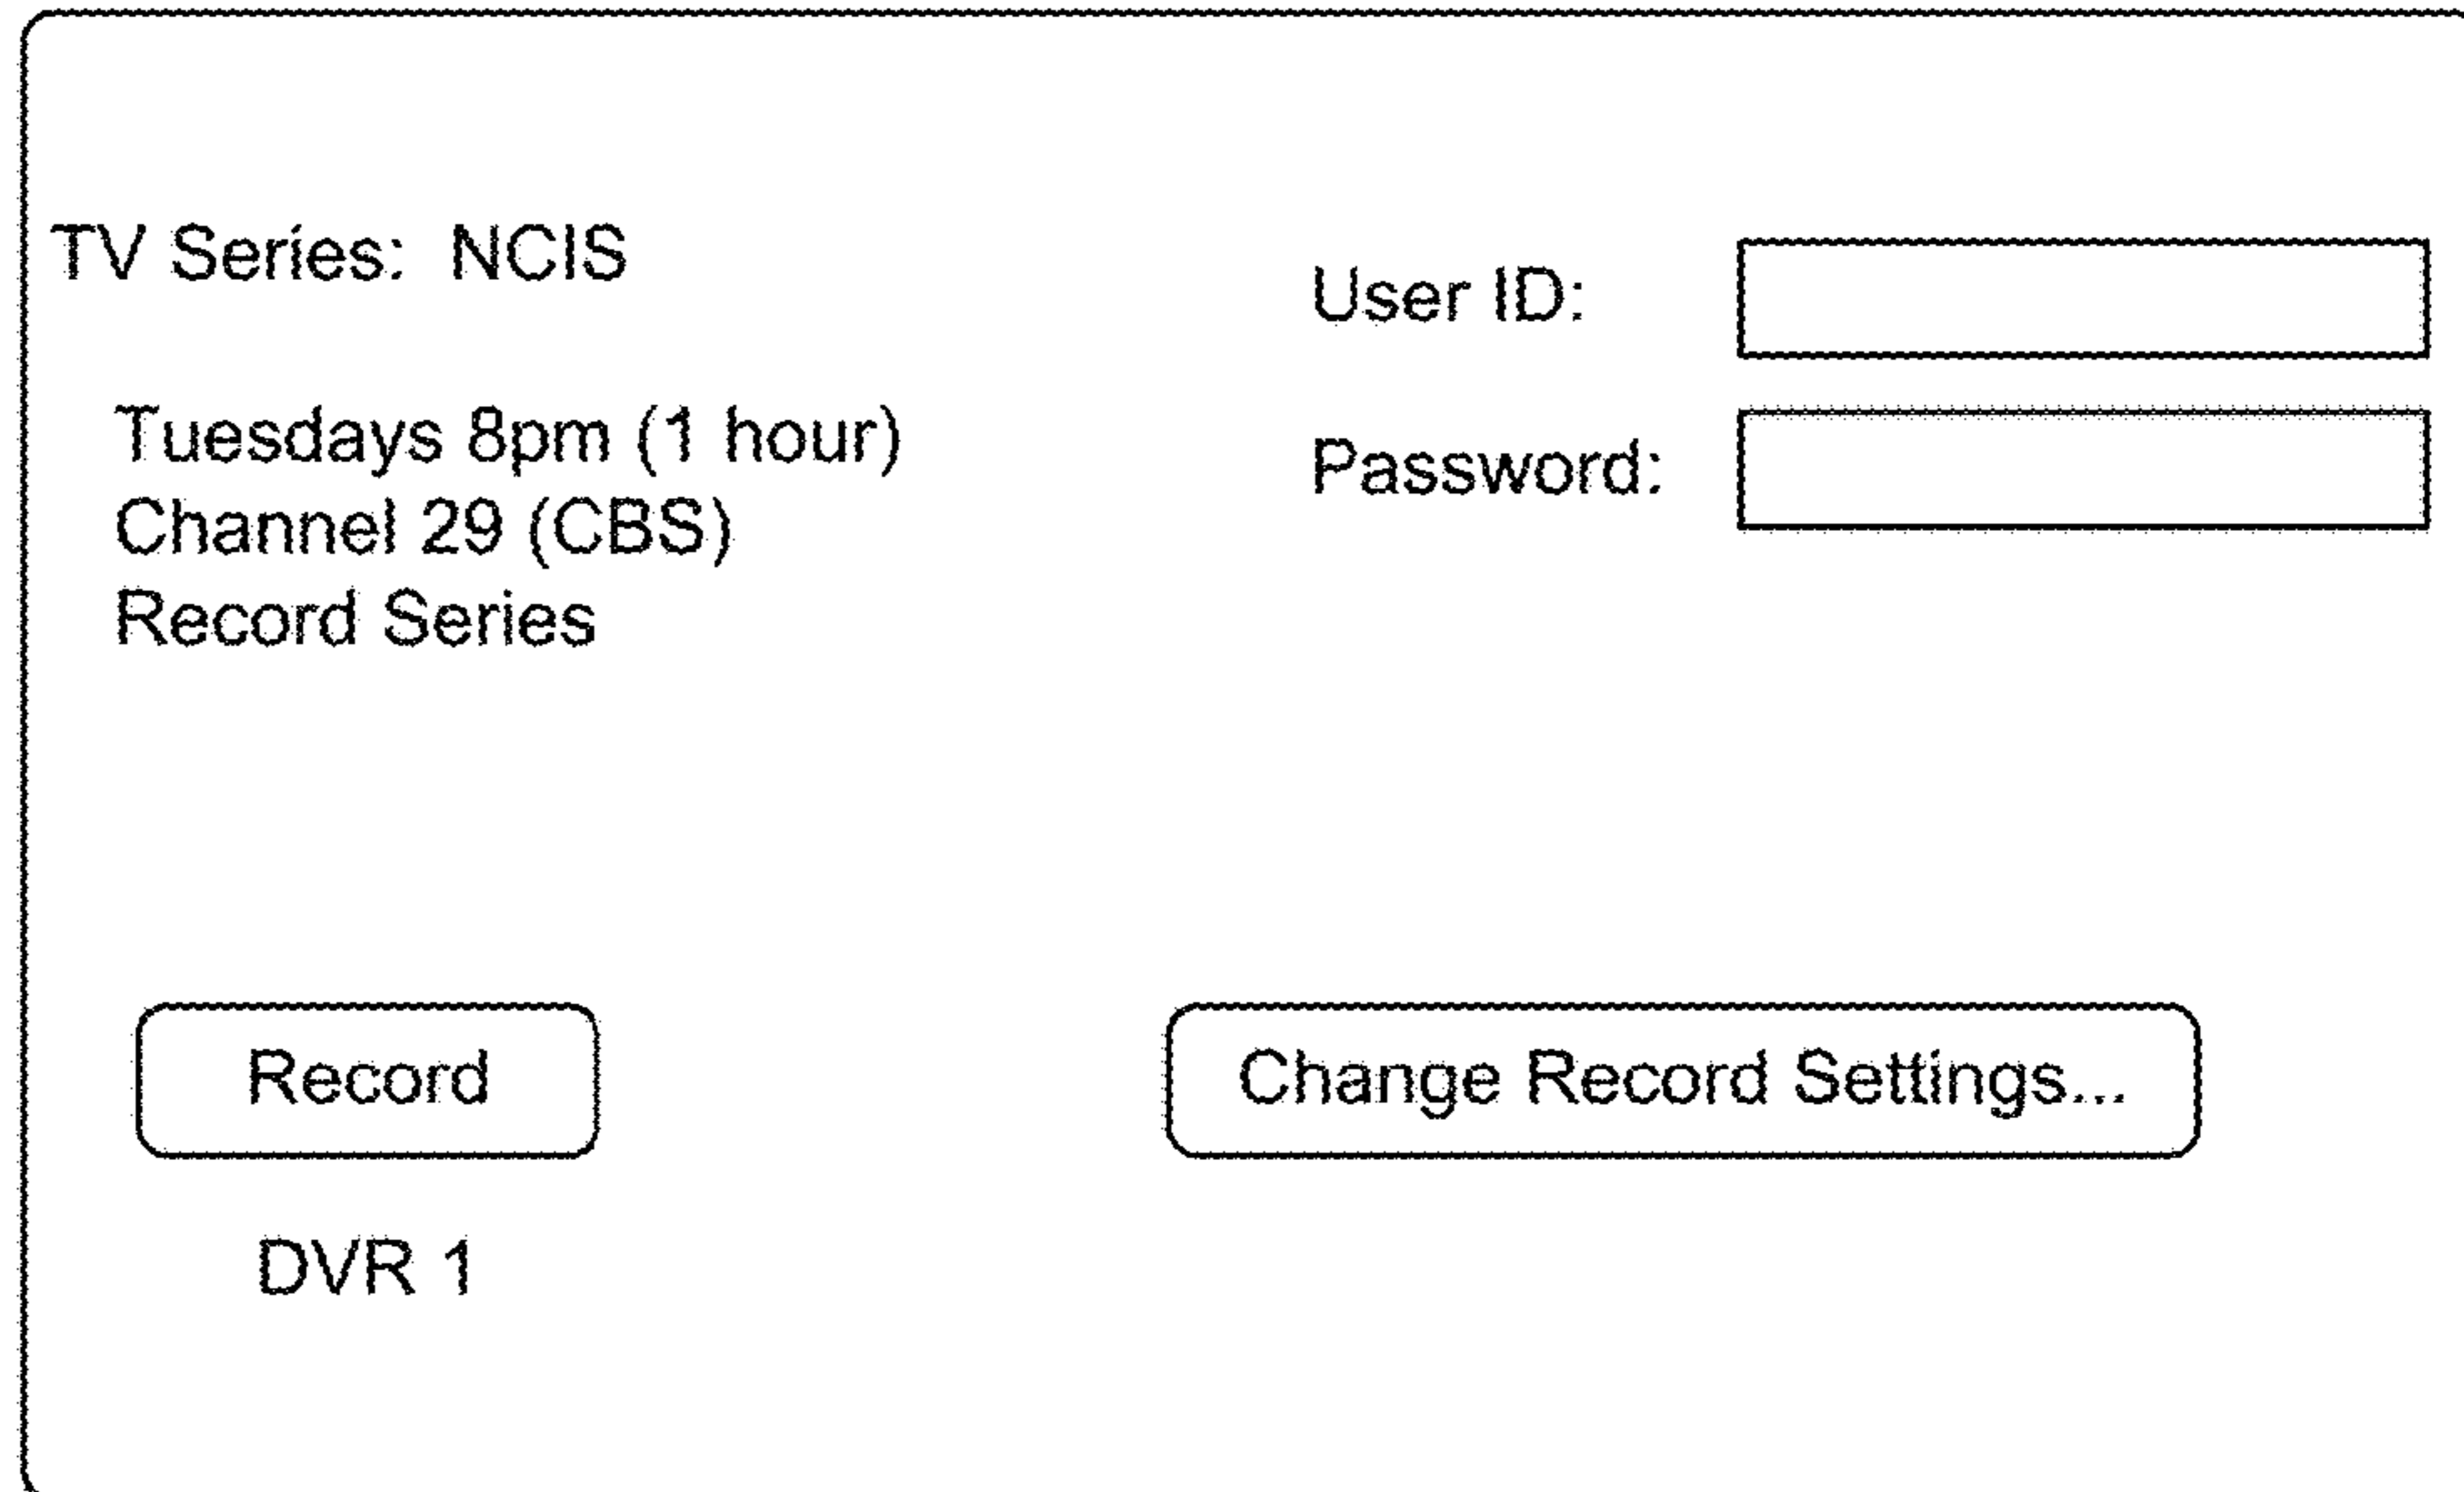 TV Series: NCIS
Tuesdays 8pm (1 hour)
Channel 29 (CBS)
Record Series
User ID:
Password:
Record
Change Record Settings...
DVR 1